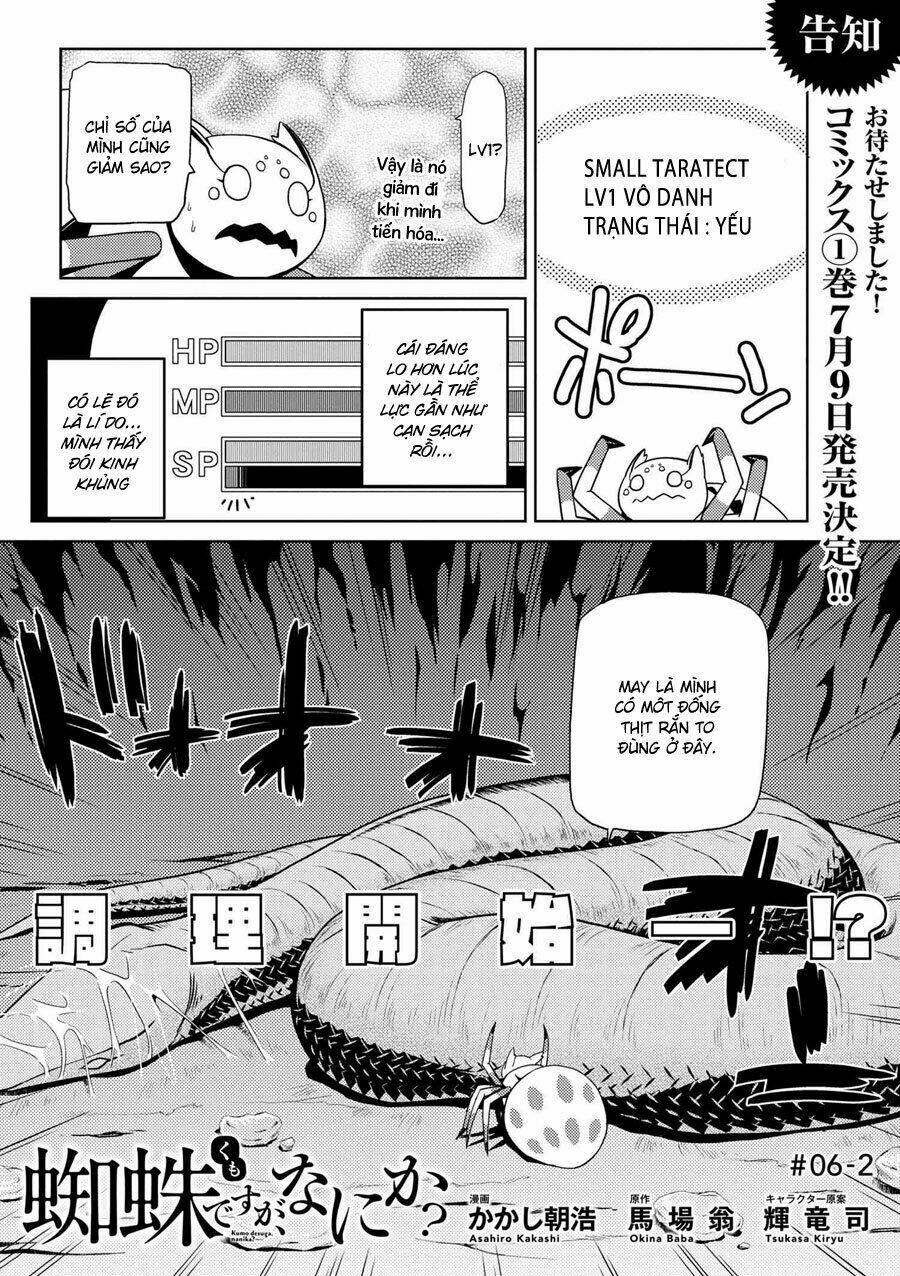 告知
お待たせしました!
コミックス①巻7月9日発売決定!!
SMALL TARATECT
LV1 VÔ DANH
TRẠNG THÁI : YẾU
ポーン
LV1?
Vậy là nó
giảm đi
khi mình
tiến hóa...
CHỈ SỐ CỦA
MÌNH CŨNG
GIẢM SAO?
CÁI ĐÁNG
LO HƠN LÚC
NÀY LÀ THỂ
LỰC GẦN NHƯ
CẠN SẠCH
RỒI...
HP
MP
SP
CÓ LẼ ĐÓ
LÀ LÍ DO...
MÌNH THẤY
ĐÓI KINH
KHỦNG
MAY LÀ MÌNH
CÓ MỘT ĐỐNG
THỊT RẮN TO
ĐÙNG Ở ĐÂY.
ドドオオオ
調理開始ー!?
#06-2
くも
蜘蛛ですが、なにか?
Kumo desuga,
nanika?
漫画
かかし朝浩
Asahiro Kakashi
原作
馬場翁
Okina Baba
キャラクター原案
輝竜司
Tsukasa Kiryu